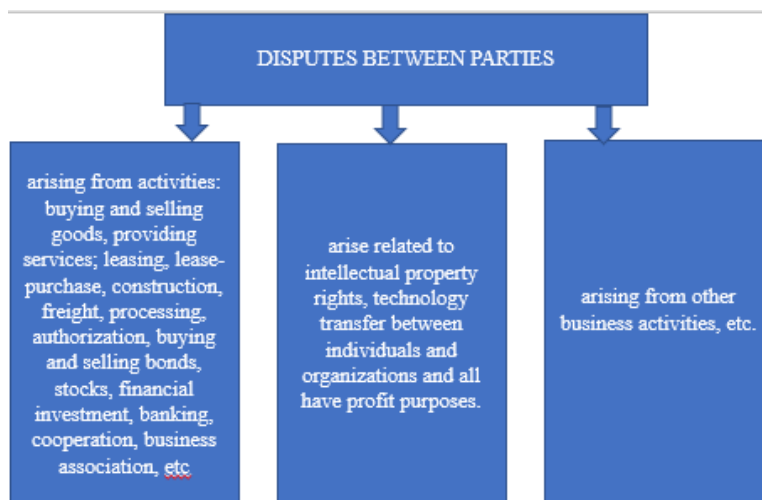 DISPUTES BETWEEN PARTIES
arising from activities:
buying and selling
goods, providing
services; leasing, lease-
purchase, construction,
freight, processing,
authorization, buying
and selling bonds,
stocks, financial
investment, banking,
cooperation, business
association, etc
arise related to
intellectual property
rights, technology
transfer between
individuals and
organizations and all
have profit purposes.
arising from other
business activities, etc.